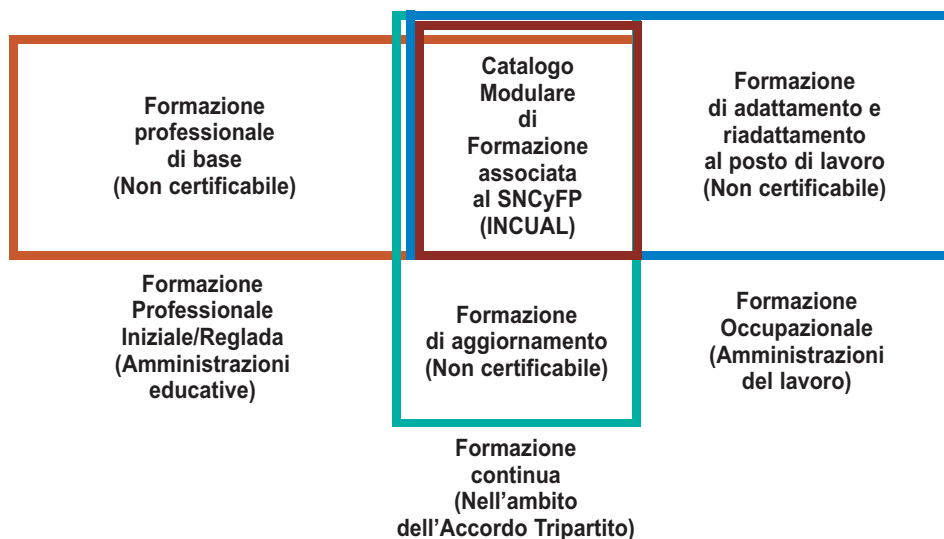 Formazione
professionale
di base
(Non certificabile)
Catalogo
Modulare
di
Formazione
associata
al SNCyFP
(INCUAL)
Formazione
di adattamento e
riadattamento
al posto di lavoro
(Non certificabile)
Formazione
Professionale
Iniziale/Reglada
(Amministrazioni
educative)
Formazione
di aggiornamento
(Non certificabile)
Formazione
Occupazionale
(Amministrazioni
del lavoro)
Formazione
continua
(Nell’ambito
dell’Accordo Tripartito)